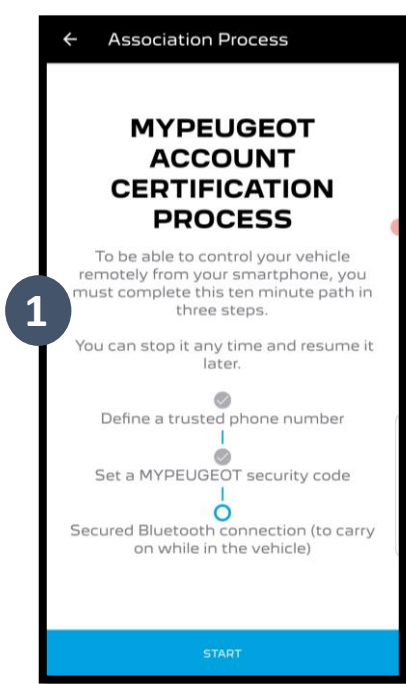 Association Process
MYPEUGEOT
ACCOUNT
CERTIFICATION
PROCESS
To be able to control your vehicle
remotely from your smartphone, you
must complete this ten minute path in
three steps.
1
You can stop it any time and resume it
later.
Define a trusted phone number
Set a MYPEUGEOT security code
Secured Bluetooth connection (to carry
on while in the vehicle)
START